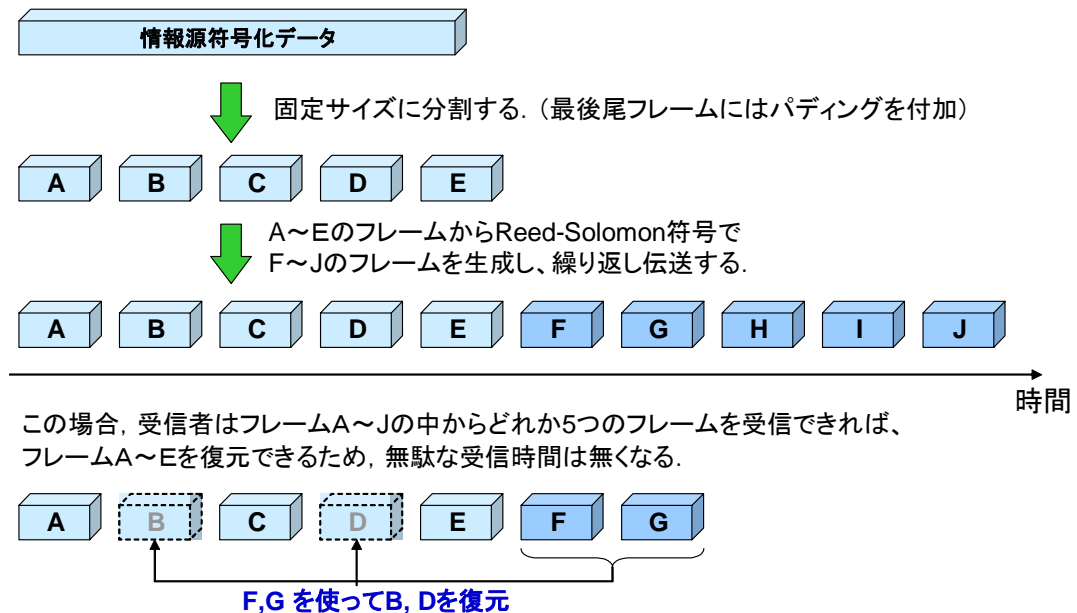 情報源符号化データ
固定サイズに分割する.（最後尾フレームにはパディングを付加）
A B C D E
A～EのフレームからReed-Solomon符号で
F～Jのフレームを生成し、繰り返し伝送する.
A B C D E F G H I J
時間
この場合, 受信者はフレームA～Jの中からどれか5つのフレームを受信できれば、
フレームA～Eを復元できるため, 無駄な受信時間は無くなる.
A B C D E F G
F,G を使ってB, Dを復元